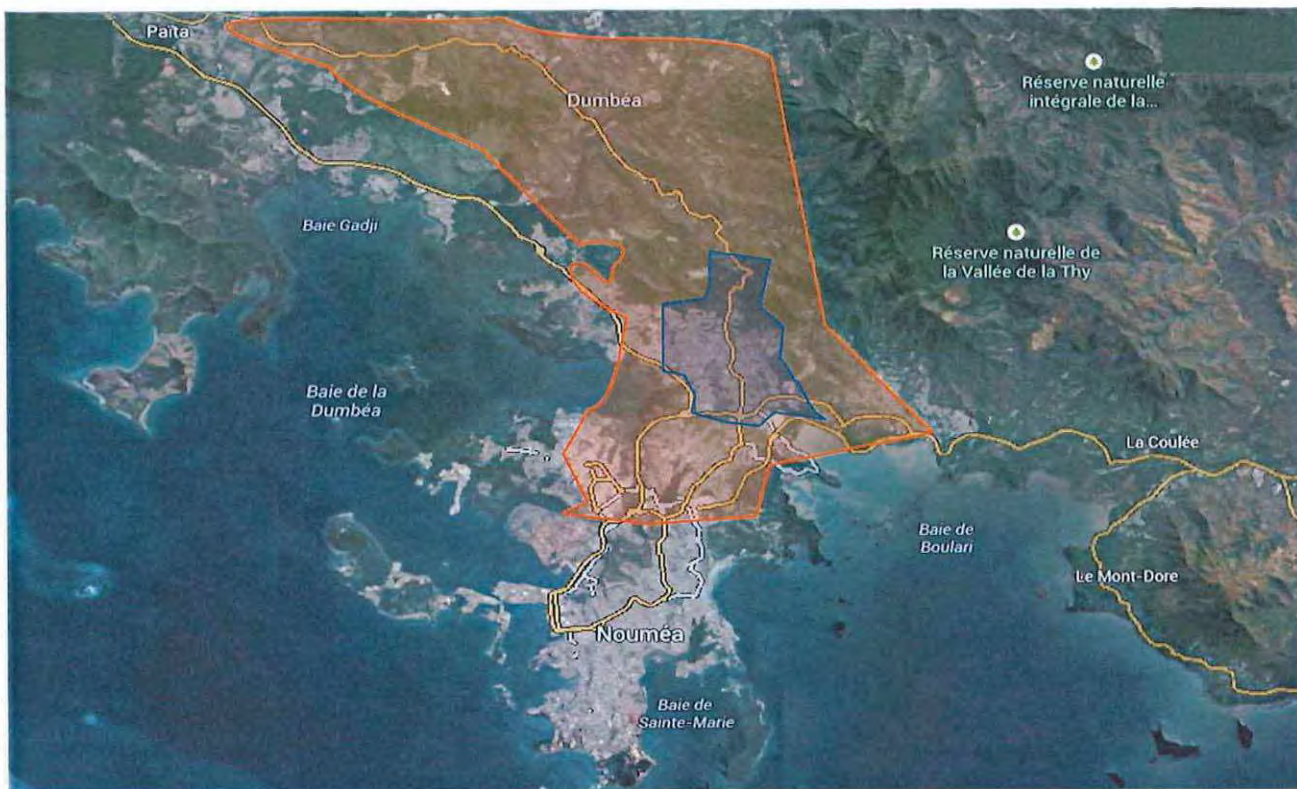 Païta
Dumbéa
Réserve naturelle
intégrale de la...
Baie Gadji
Réserve naturelle de
la Vallée de la Thy
Baie de la
Dumbéa
La Coulée
Baie de
Boulari
Le Mont-Dore
Nouméa
Baie de
Sainte-Marie